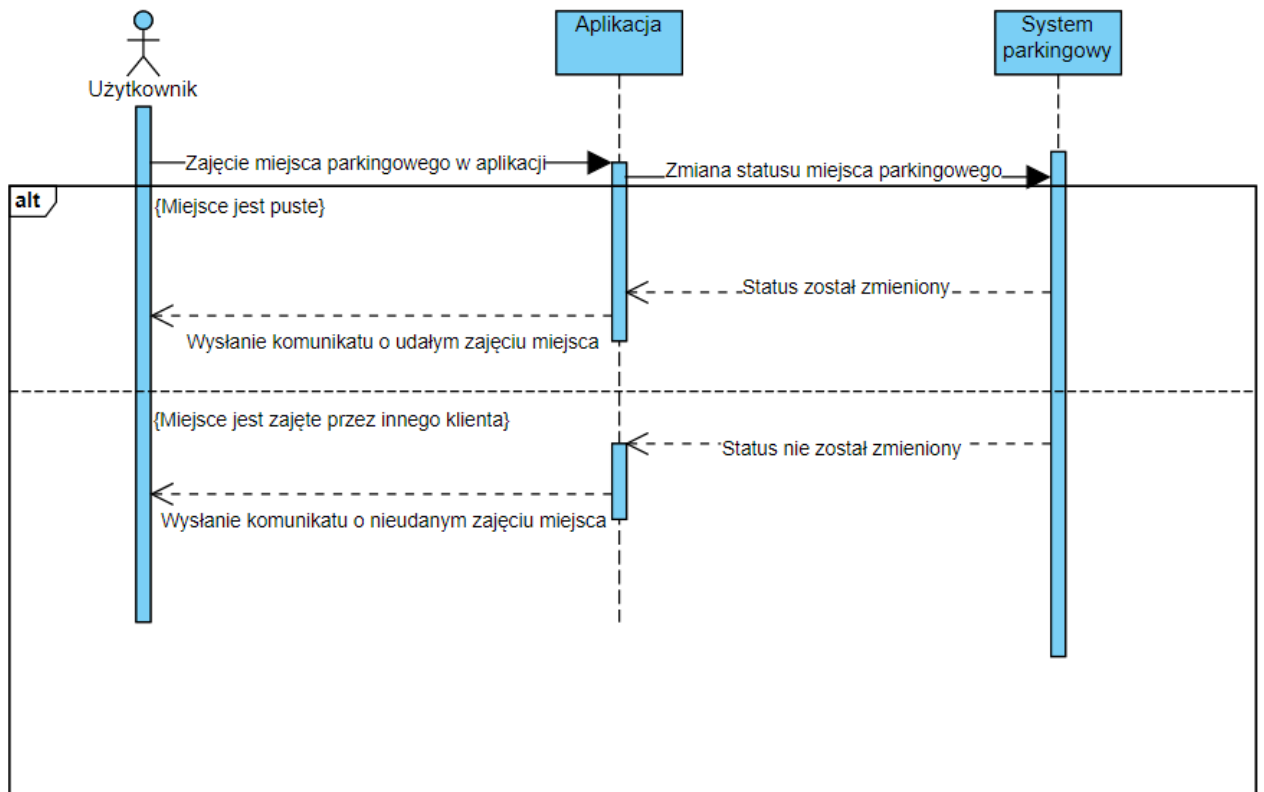 Użytkownik
Aplikacja
System
parkingowy
Zajęcie miejsca parkingowego w aplikacji
Zmiana statusu miejsca parkingowego
alt
{Miejsce jest puste}
Status został zmieniony
Wysłanie komunikatu o udałym zajęciu miejsca
{Miejsce jest zajęte przez innego klienta}
Status nie został zmieniony
Wysłanie komunikatu o nieudanym zajęciu miejsca